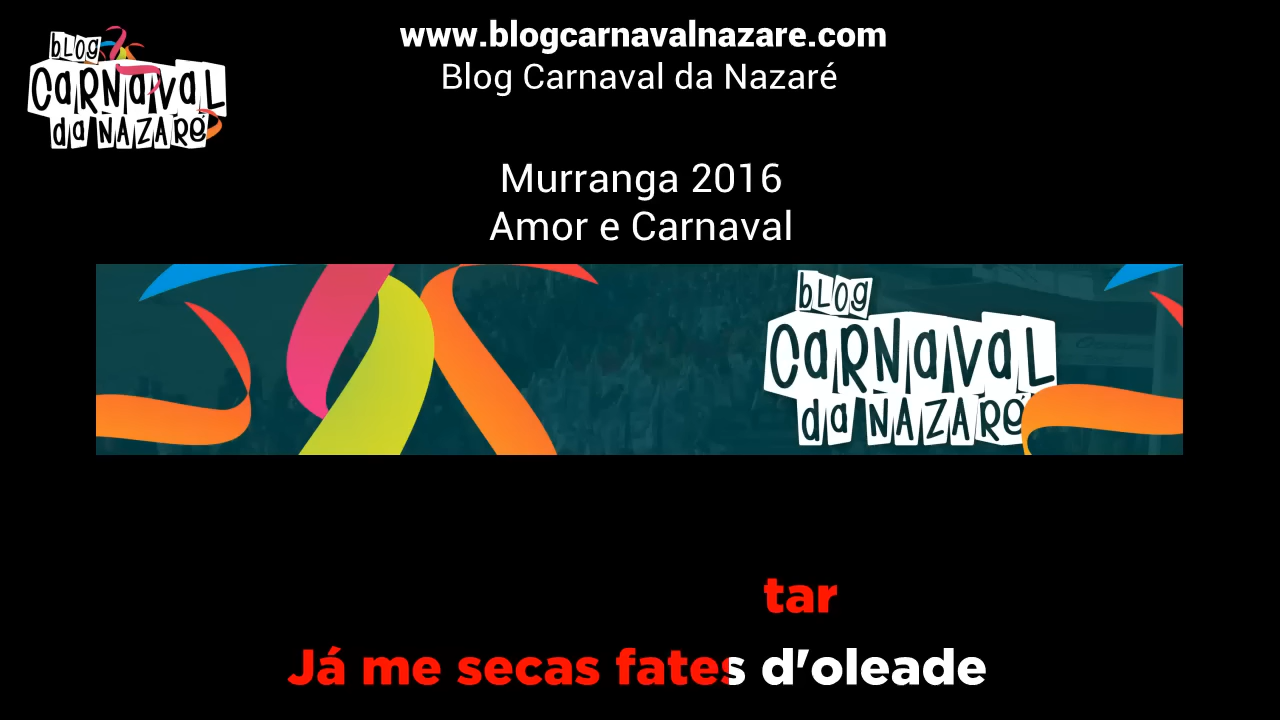 blog
CaRNaVaL
da NAZARé
www.blogcarnavalnazare.com
Blog Carnaval da Nazaré
Murranga 2016
Amor e Carnaval
bLog
CaRNaVaL
da NAZARé
tar
Já me secas fates d'oleade